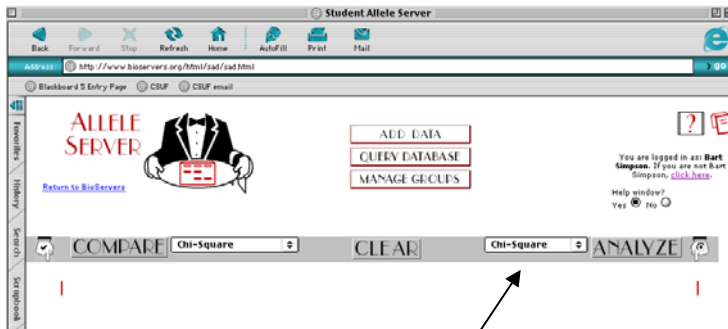 Student Allele Server
Back Forward Stop Refresh Home AutoFill Print Mail
Address: http://www.bioservers.org/html/sad/sad.html go
Blackboard 5 Entry Page CSUF CSUF email
Favorites
History
Search
Scrapbook
ALLELE
SERVER
Return to BioServers
ADD DATA
QUERY DATABASE
MANAGE GROUPS
?
You are logged in as: Bart
Simpson. If you are not Bart
Simpson, click here.
Help window?
Yes No
COMPARE Chi-Square CLEAR Chi-Square ANALYZE